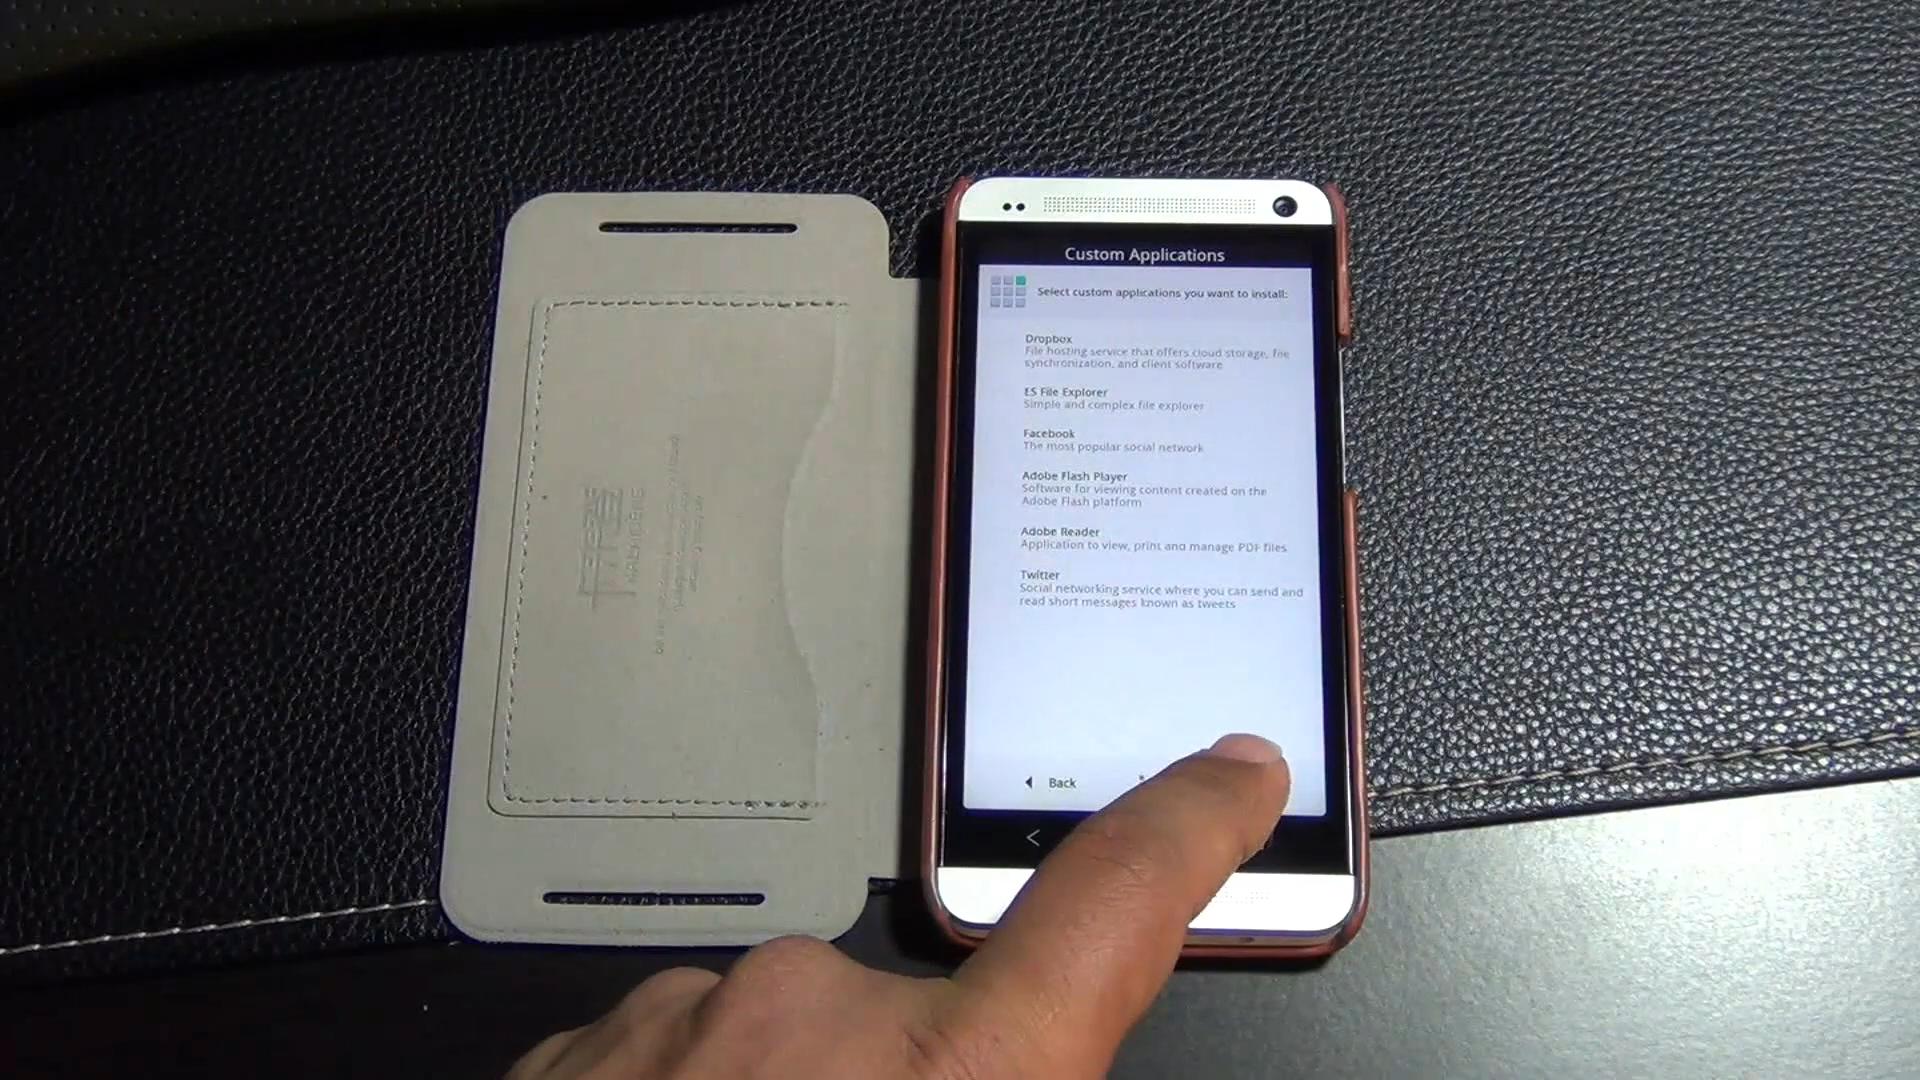 Custom Applications
Select custom applications you want to install:
Dropbox
File hosting service that offers cloud storage, file
synchronization, and client software
ES File Explorer
Simple and complex file explorer
Facebook
The most popular social network
Adobe Flash Player
Software for viewing content created on the
Adobe Flash platform
Adobe Reader
Application to view, print and manage PDF files
Twitter
Social networking service where you can send and
read short messages known as tweets
Back